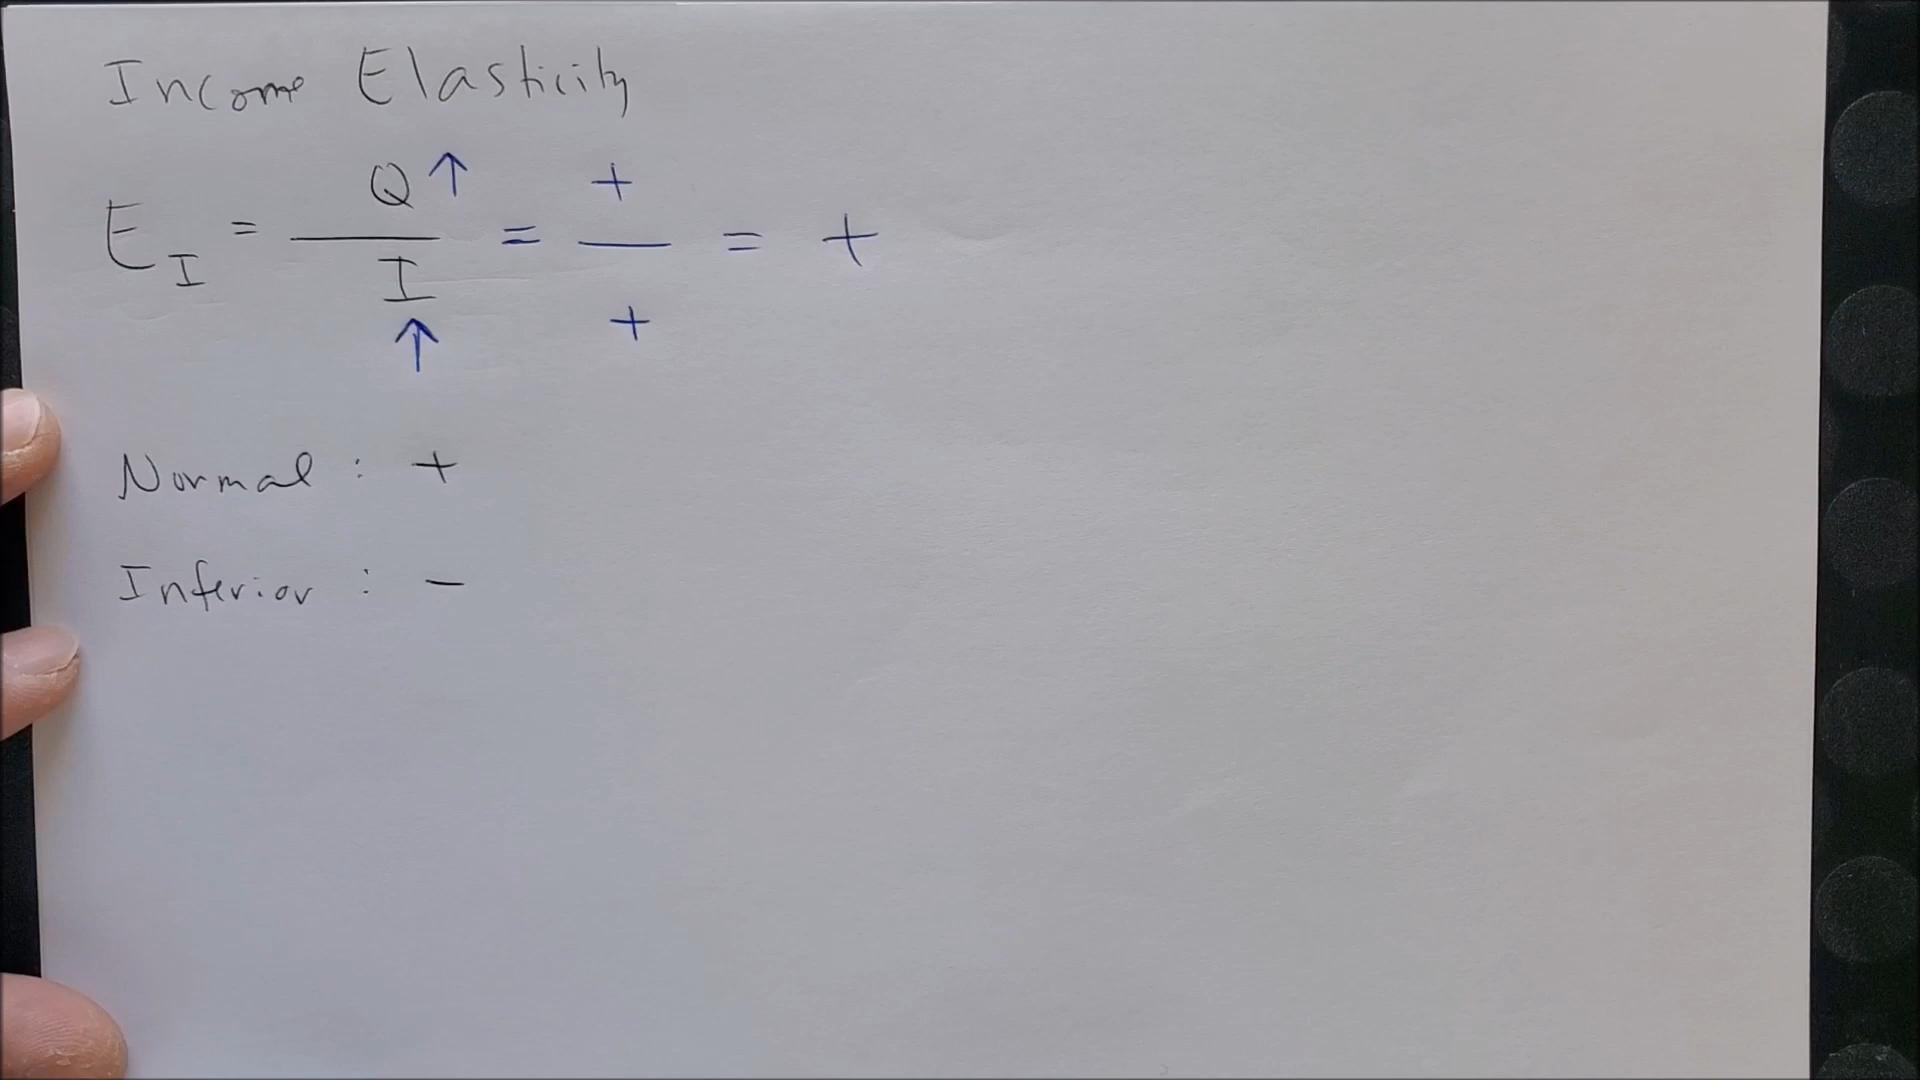 Income Elasticity
E_I = Q↑ / I↑ = + / + = +
Normal : +
Inferior : −